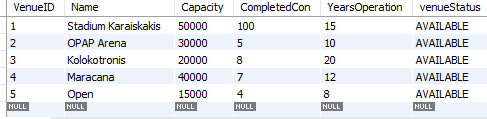 VenueID Name Capacity CompletedCon YearsOperation venueStatus
1 Stadium Karaiskakis 50000 100 15 AVAILABLE
2 OPAP Arena 30000 5 10 AVAILABLE
3 Kolokotronis 20000 8 20 AVAILABLE
4 Maracana 40000 7 12 AVAILABLE
5 Open 15000 4 8 AVAILABLE
NULL NULL NULL NULL NULL NULL